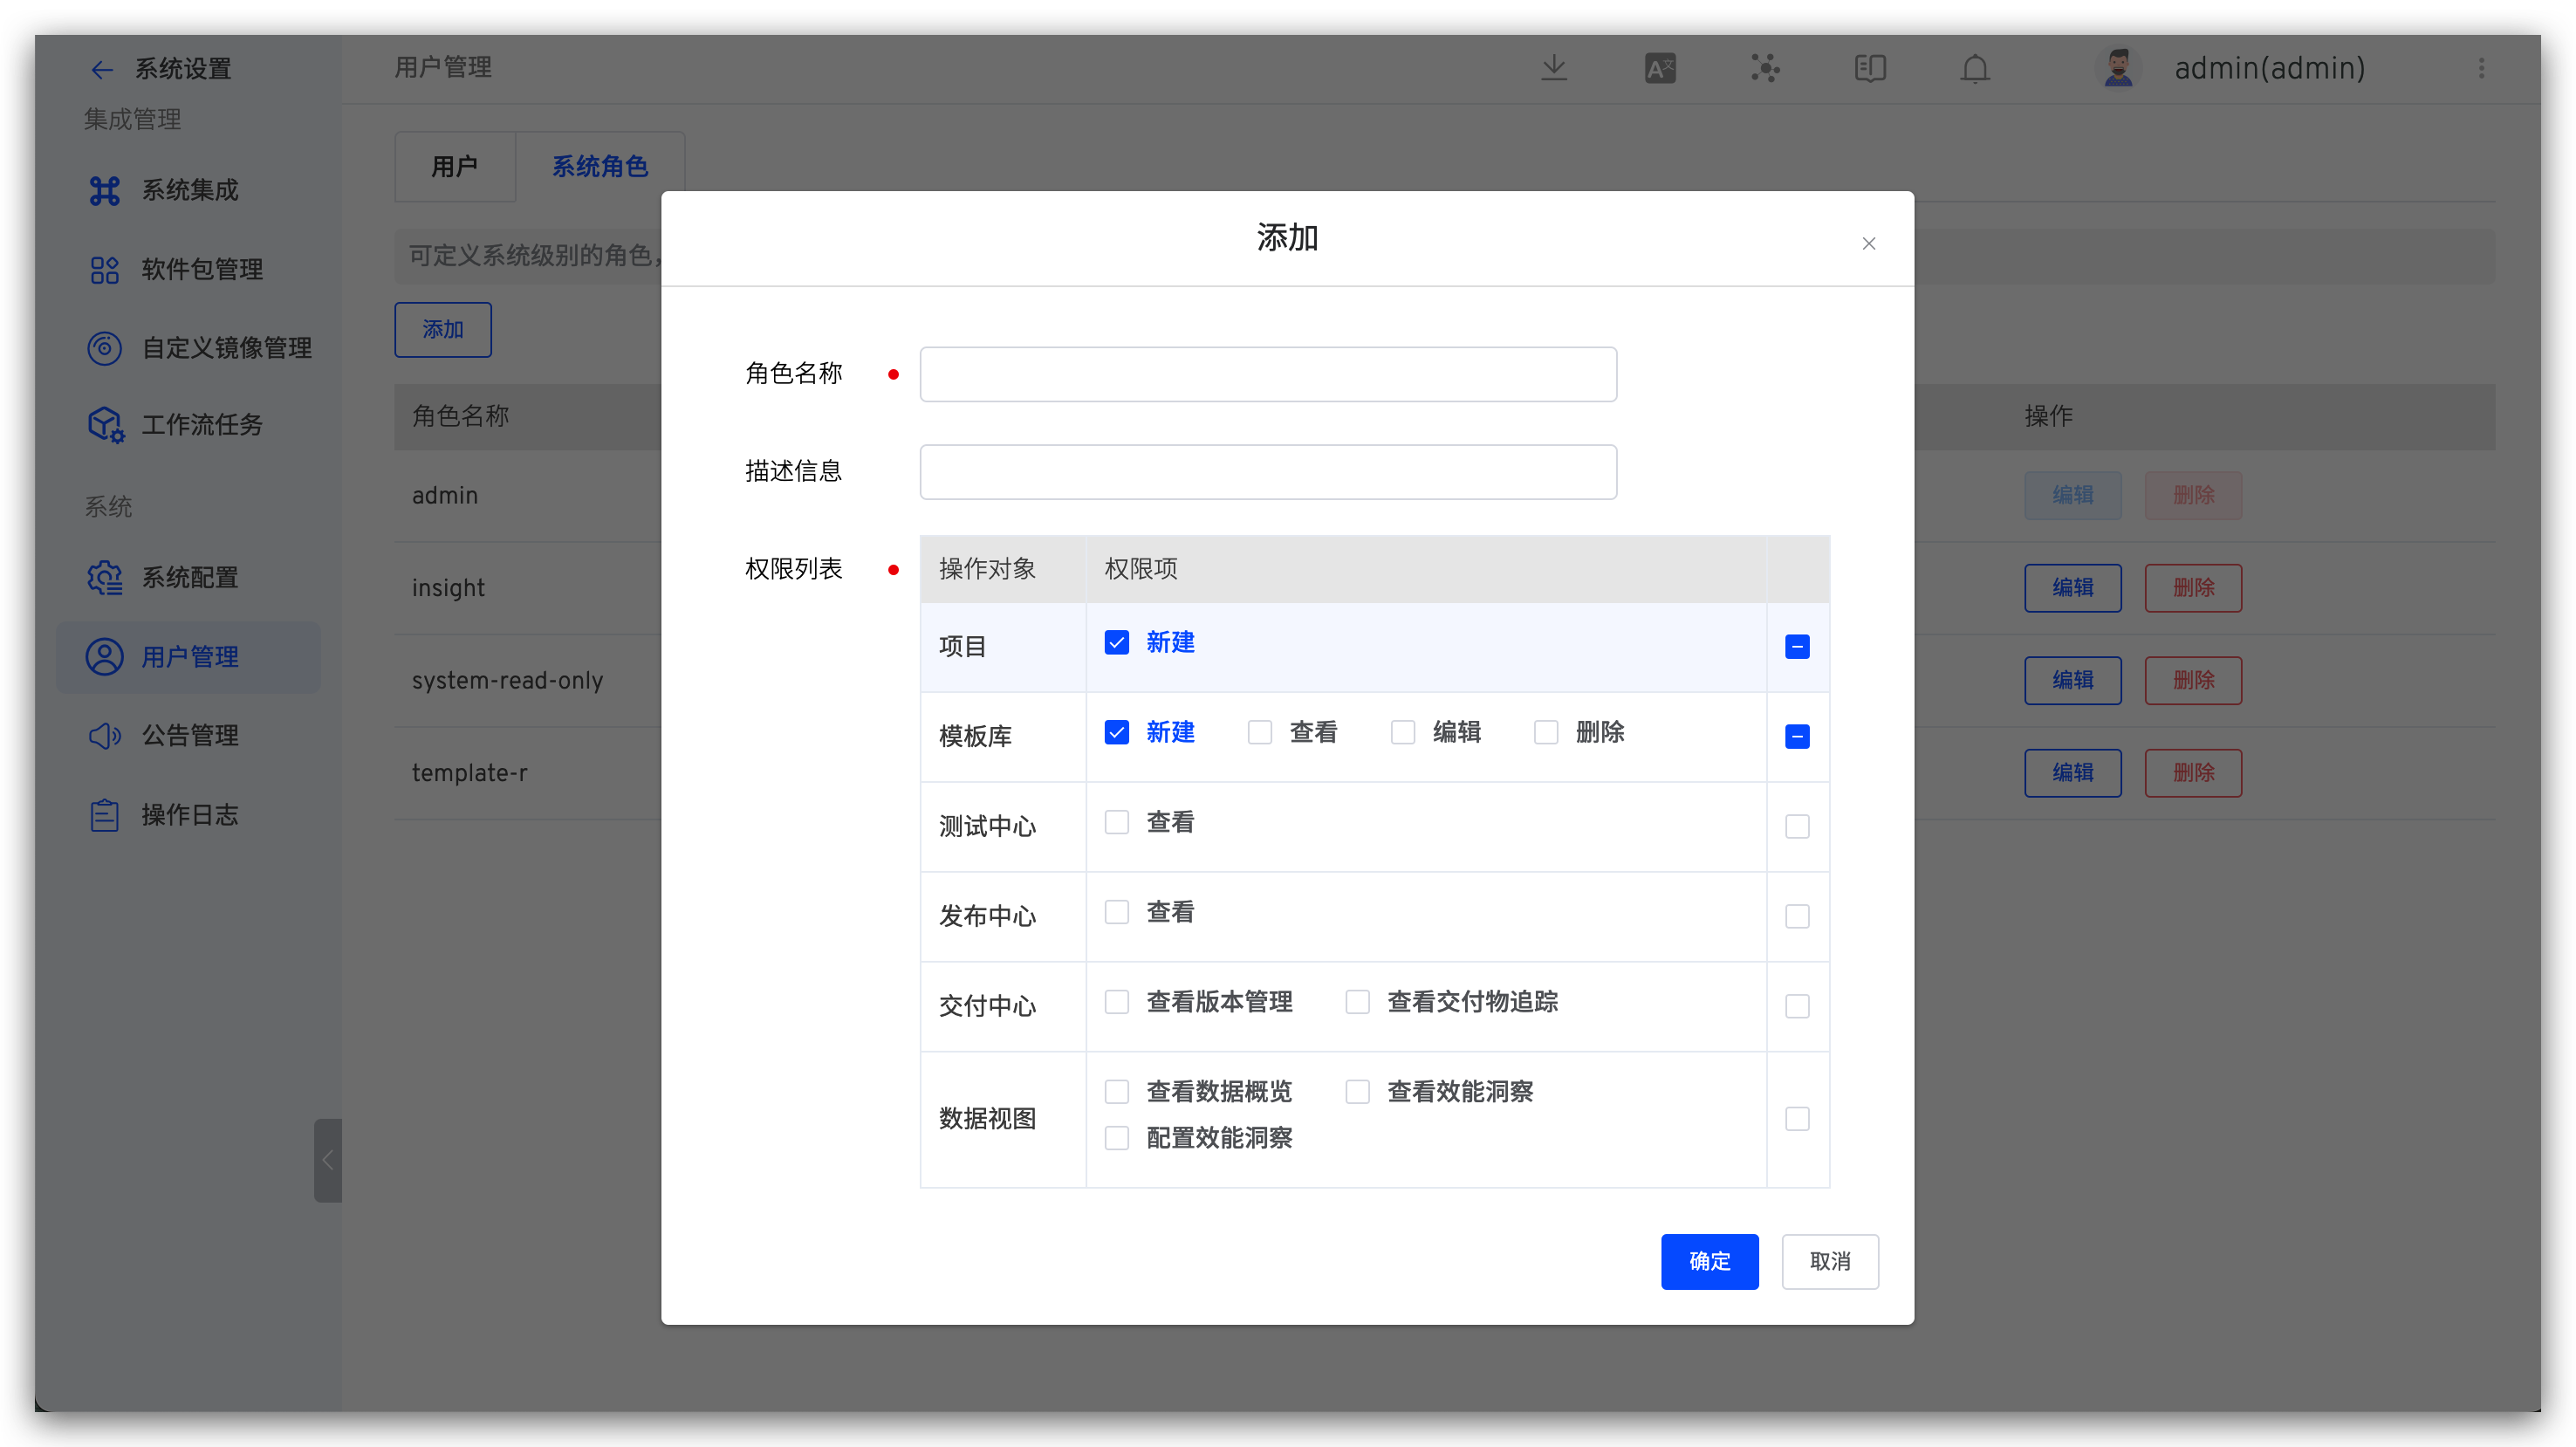 系统设置
集成管理
系统集成
软件包管理
自定义镜像管理
工作流任务
系统
系统配置
用户管理
公告管理
操作日志
用户管理
admin(admin)
用户
系统角色
可定义系统级别的角色,
添加
角色名称
操作
admin
编辑 删除
insight
编辑 删除
system-read-only
编辑 删除
template-r
编辑 删除
添加
角色名称
描述信息
权限列表
操作对象 权限项
项目 新建
模板库 新建 查看 编辑 删除
测试中心 查看
发布中心 查看
交付中心 查看版本管理 查看交付物追踪
数据视图 查看数据概览 查看效能洞察
配置效能洞察
确定 取消